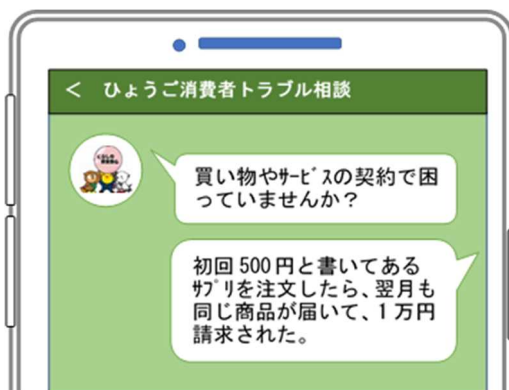 < ひょうご消費者トラブル相談
買い物やｻｰﾋﾞｽの契約で困
っていませんか？
初回500円と書いてある
ｻﾌﾟﾘを注文したら、翌月も
同じ商品が届いて、１万円
請求された。